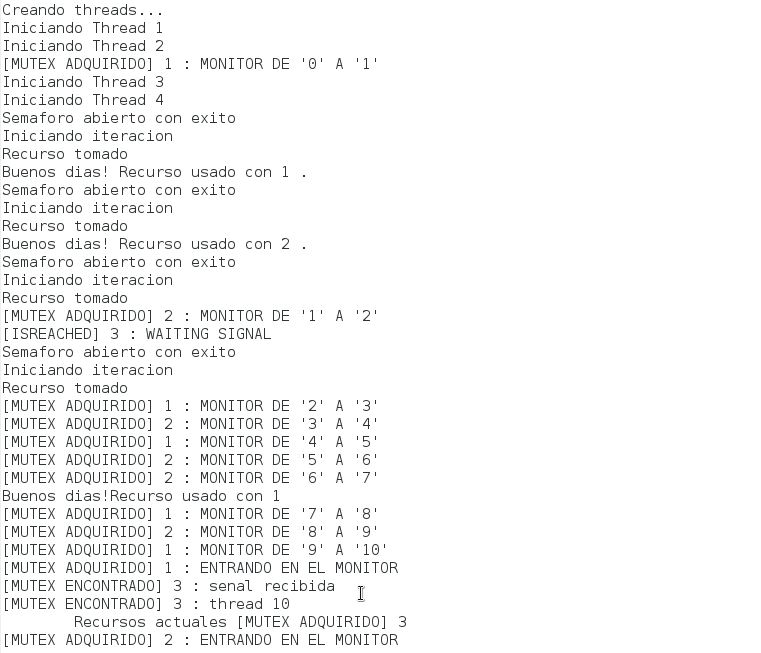 Creando threads...
Iniciando Thread 1
Iniciando Thread 2
[MUTEX ADQUIRIDO] 1 : MONITOR DE '0' A '1'
Iniciando Thread 3
Iniciando Thread 4
Semaforo abierto con exito
Iniciando iteracion
Recurso tomado
Buenos dias! Recurso usado con 1 .
Semaforo abierto con exito
Iniciando iteracion
Recurso tomado
Buenos dias! Recurso usado con 2 .
Semaforo abierto con exito
Iniciando iteracion
Recurso tomado
[MUTEX ADQUIRIDO] 2 : MONITOR DE '1' A '2'
[ISREACHED] 3 : WAITING SIGNAL
Semaforo abierto con exito
Iniciando iteracion
Recurso tomado
[MUTEX ADQUIRIDO] 1 : MONITOR DE '2' A '3'
[MUTEX ADQUIRIDO] 2 : MONITOR DE '3' A '4'
[MUTEX ADQUIRIDO] 1 : MONITOR DE '4' A '5'
[MUTEX ADQUIRIDO] 2 : MONITOR DE '5' A '6'
[MUTEX ADQUIRIDO] 2 : MONITOR DE '6' A '7'
Buenos dias!Recurso usado con 1
[MUTEX ADQUIRIDO] 1 : MONITOR DE '7' A '8'
[MUTEX ADQUIRIDO] 2 : MONITOR DE '8' A '9'
[MUTEX ADQUIRIDO] 1 : MONITOR DE '9' A '10'
[MUTEX ADQUIRIDO] 1 : ENTRANDO EN EL MONITOR
[MUTEX ENCONTRADO] 3 : senal recibida
[MUTEX ENCONTRADO] 3 : thread 10
Recursos actuales [MUTEX ADQUIRIDO] 3
[MUTEX ADQUIRIDO] 2 : ENTRANDO EN EL MONITOR